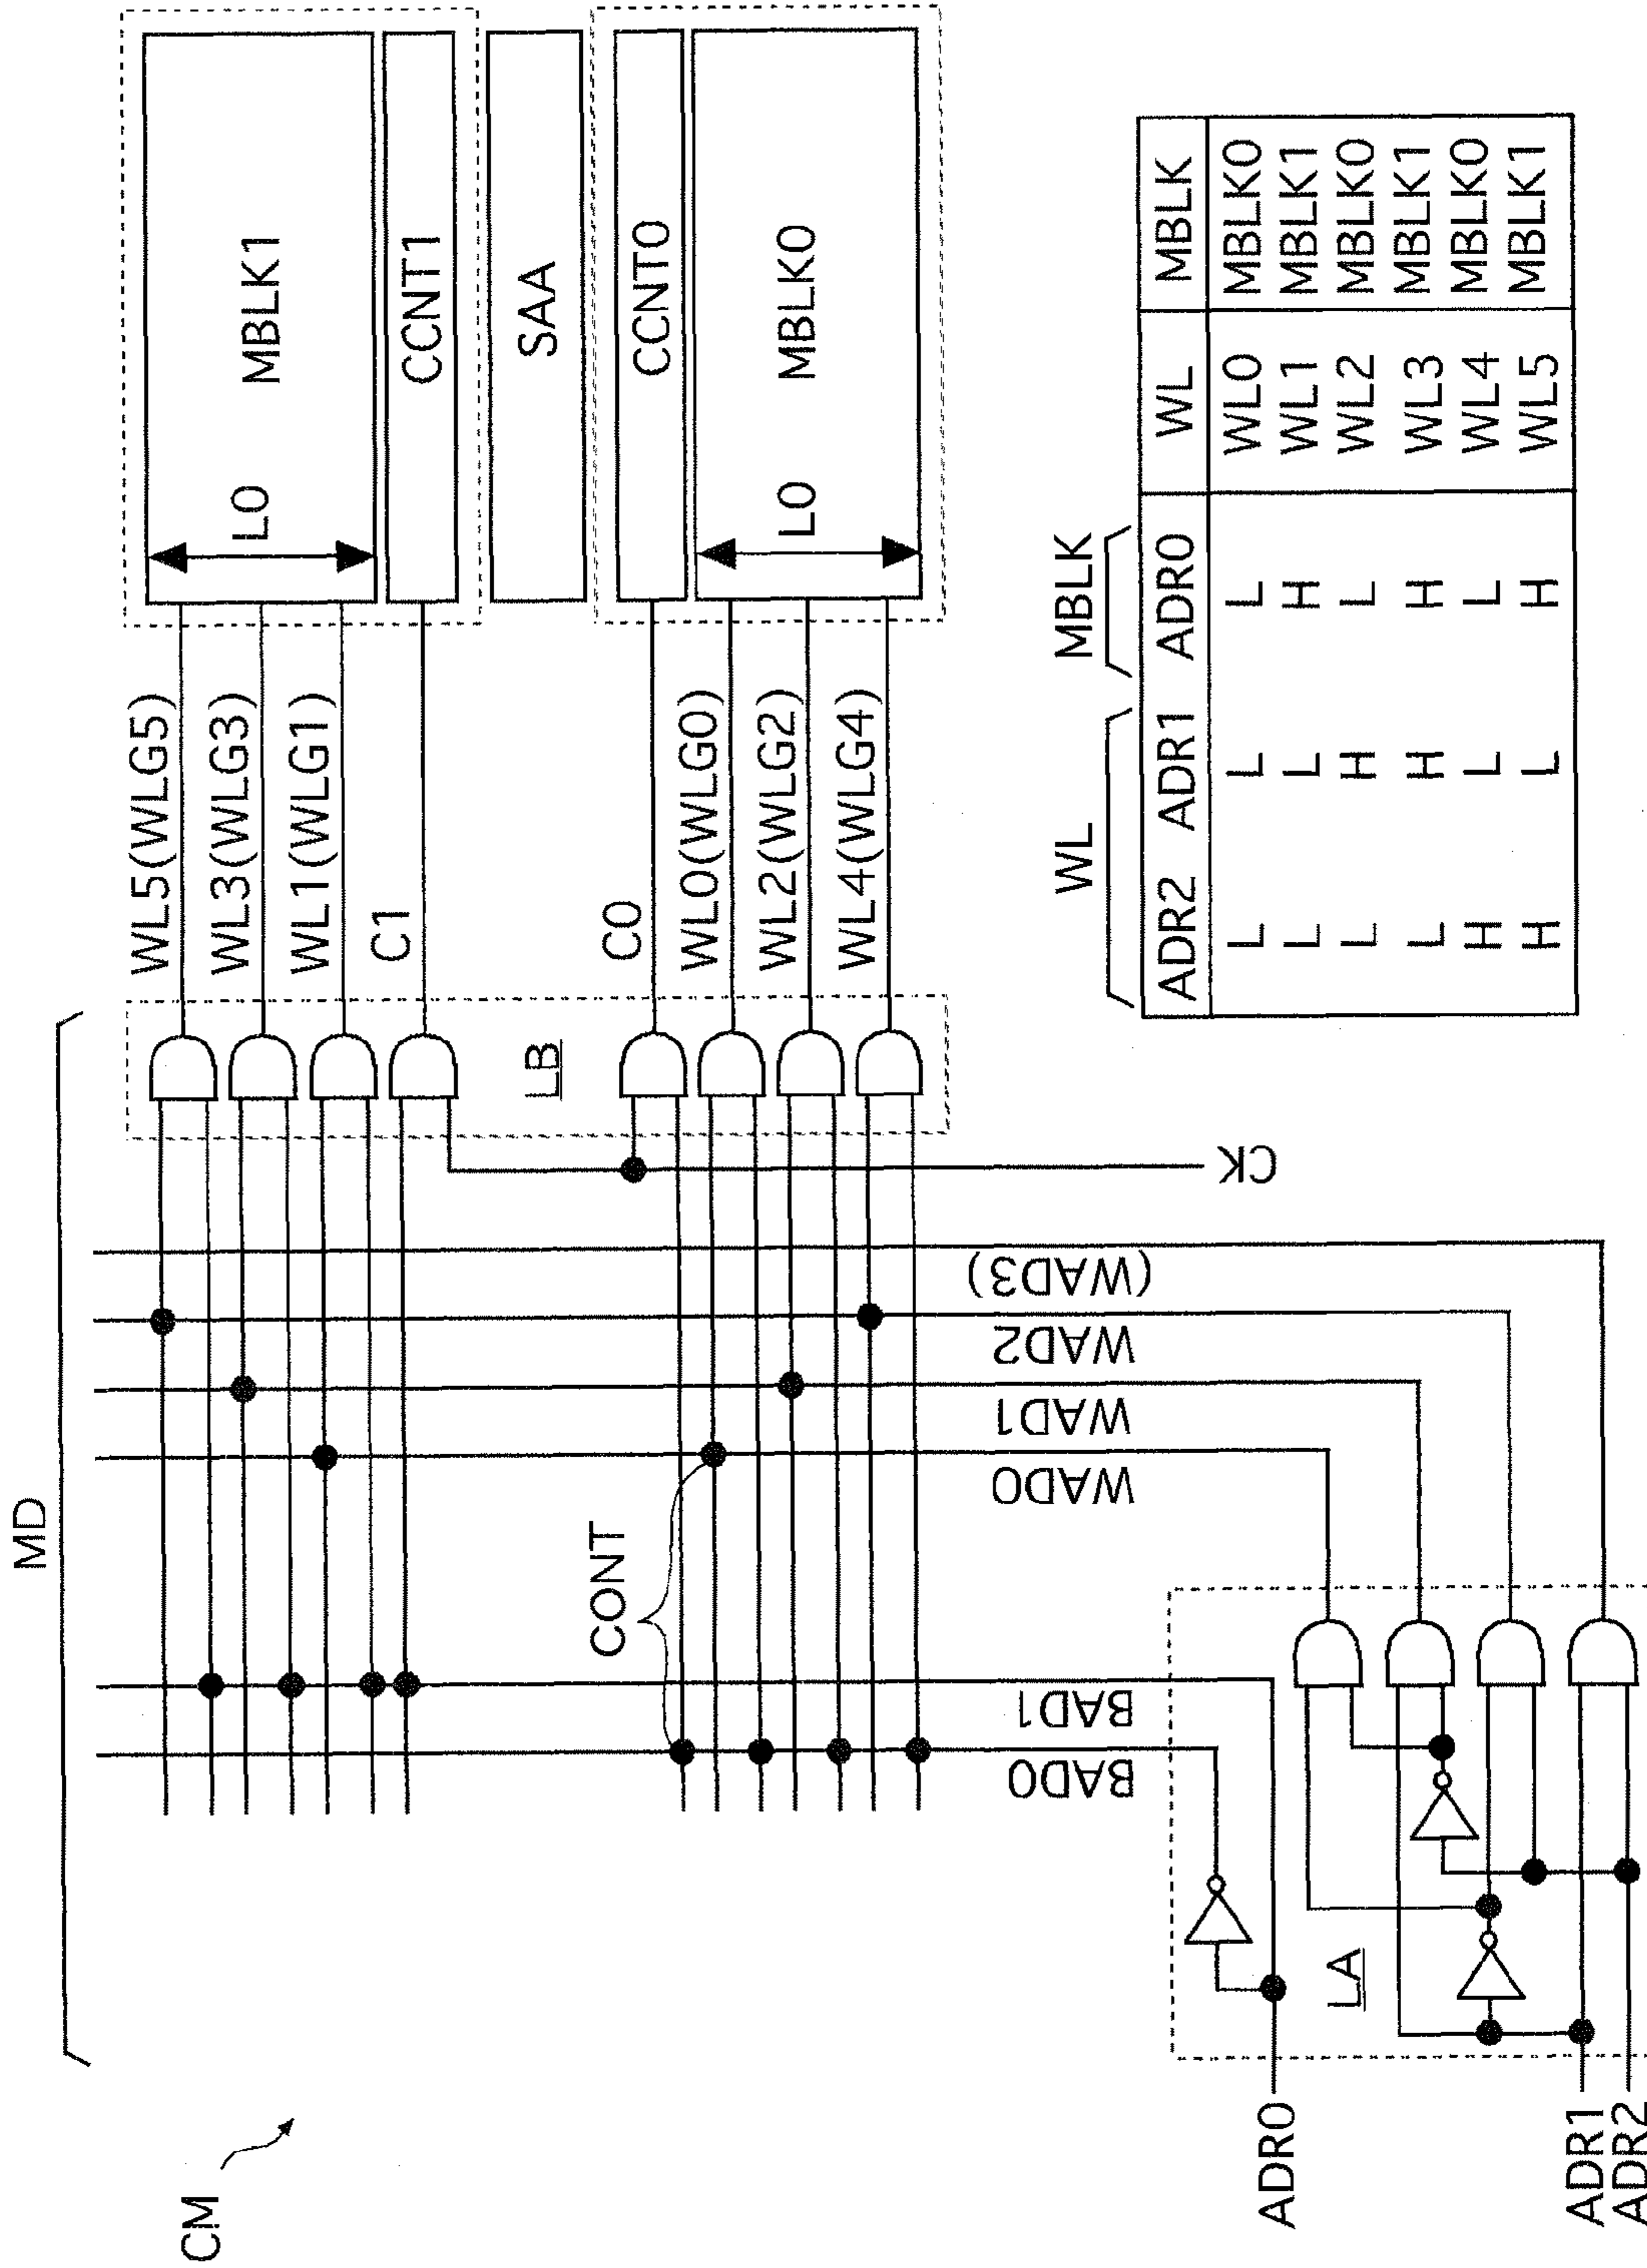 CM
MD
WL5(WLG5)
WL3(WLG3)
WL1(WLG1)
C1
C0
WL0(WLG0)
WL2(WLG2)
WL4(WLG4)
L0
MBLK1
CCNT1
SAA
CCNT0
L0
MBLK0
LB
CONT
CK
(WAD3)
WAD2
WAD1
WAD0
BAD1
BAD0
LA
ADR0
ADR1
ADR2
WL MBLK
ADR2 ADR1 ADR0 WL MBLK
L L L WL0 MBLK0
L L H WL1 MBLK1
L H L WL2 MBLK0
L H H WL3 MBLK1
H L L WL4 MBLK0
H L H WL5 MBLK1